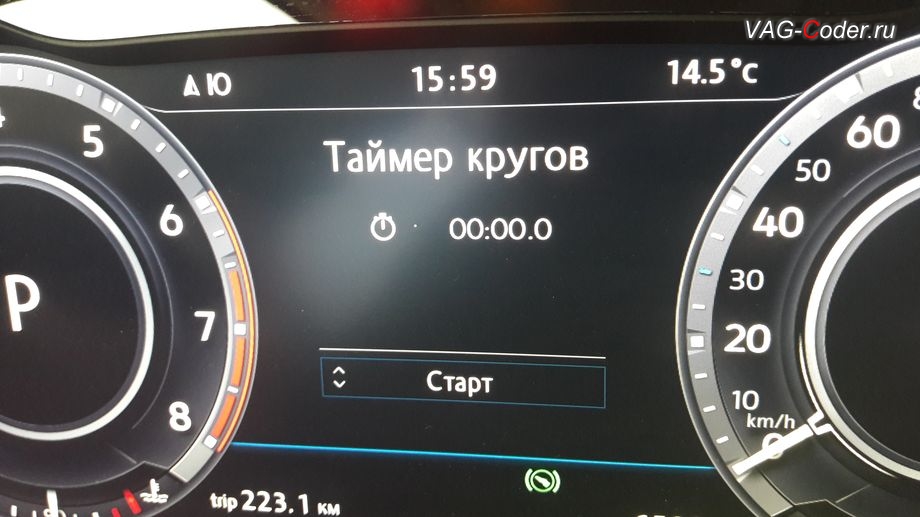 VAG-Coder.ru
Ю 15:59 14.5°C
Таймер кругов
00:00.0
Старт
5
6
7
8
P
60
50
40
30
20
10
km/h
0
trip 223.1 км